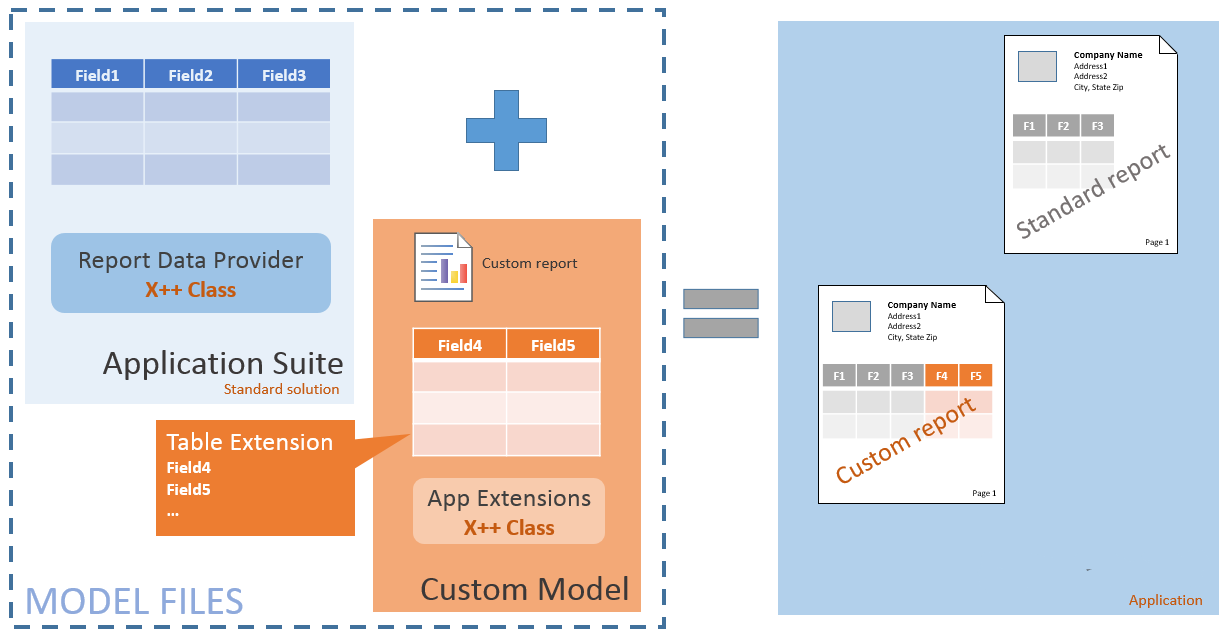 Field1 Field2 Field3
Report Data Provider
X++ Class
Application Suite
Standard solution
Custom report
Field4 Field5
Table Extension
Field4
Field5
...
App Extensions
X++ Class
Custom Model
MODEL FILES
Company Name
Address1
Address2
City, State Zip
F1 F2 F3
Standard report
Page 1
Company Name
Address1
Address2
City, State Zip
F1 F2 F3 F4 F5
Custom report
Page 1
Application